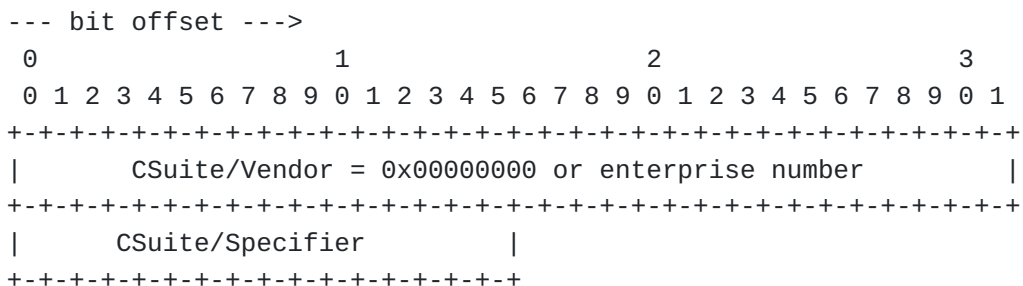 --- bit offset --->
 0                   1                   2                   3
 0 1 2 3 4 5 6 7 8 9 0 1 2 3 4 5 6 7 8 9 0 1 2 3 4 5 6 7 8 9 0 1
+-+-+-+-+-+-+-+-+-+-+-+-+-+-+-+-+-+-+-+-+-+-+-+-+-+-+-+-+-+-+-+-+
|       CSuite/Vendor = 0x00000000 or enterprise number         |
+-+-+-+-+-+-+-+-+-+-+-+-+-+-+-+-+-+-+-+-+-+-+-+-+-+-+-+-+-+-+-+-+
|      CSuite/Specifier         |
+-+-+-+-+-+-+-+-+-+-+-+-+-+-+-+-+